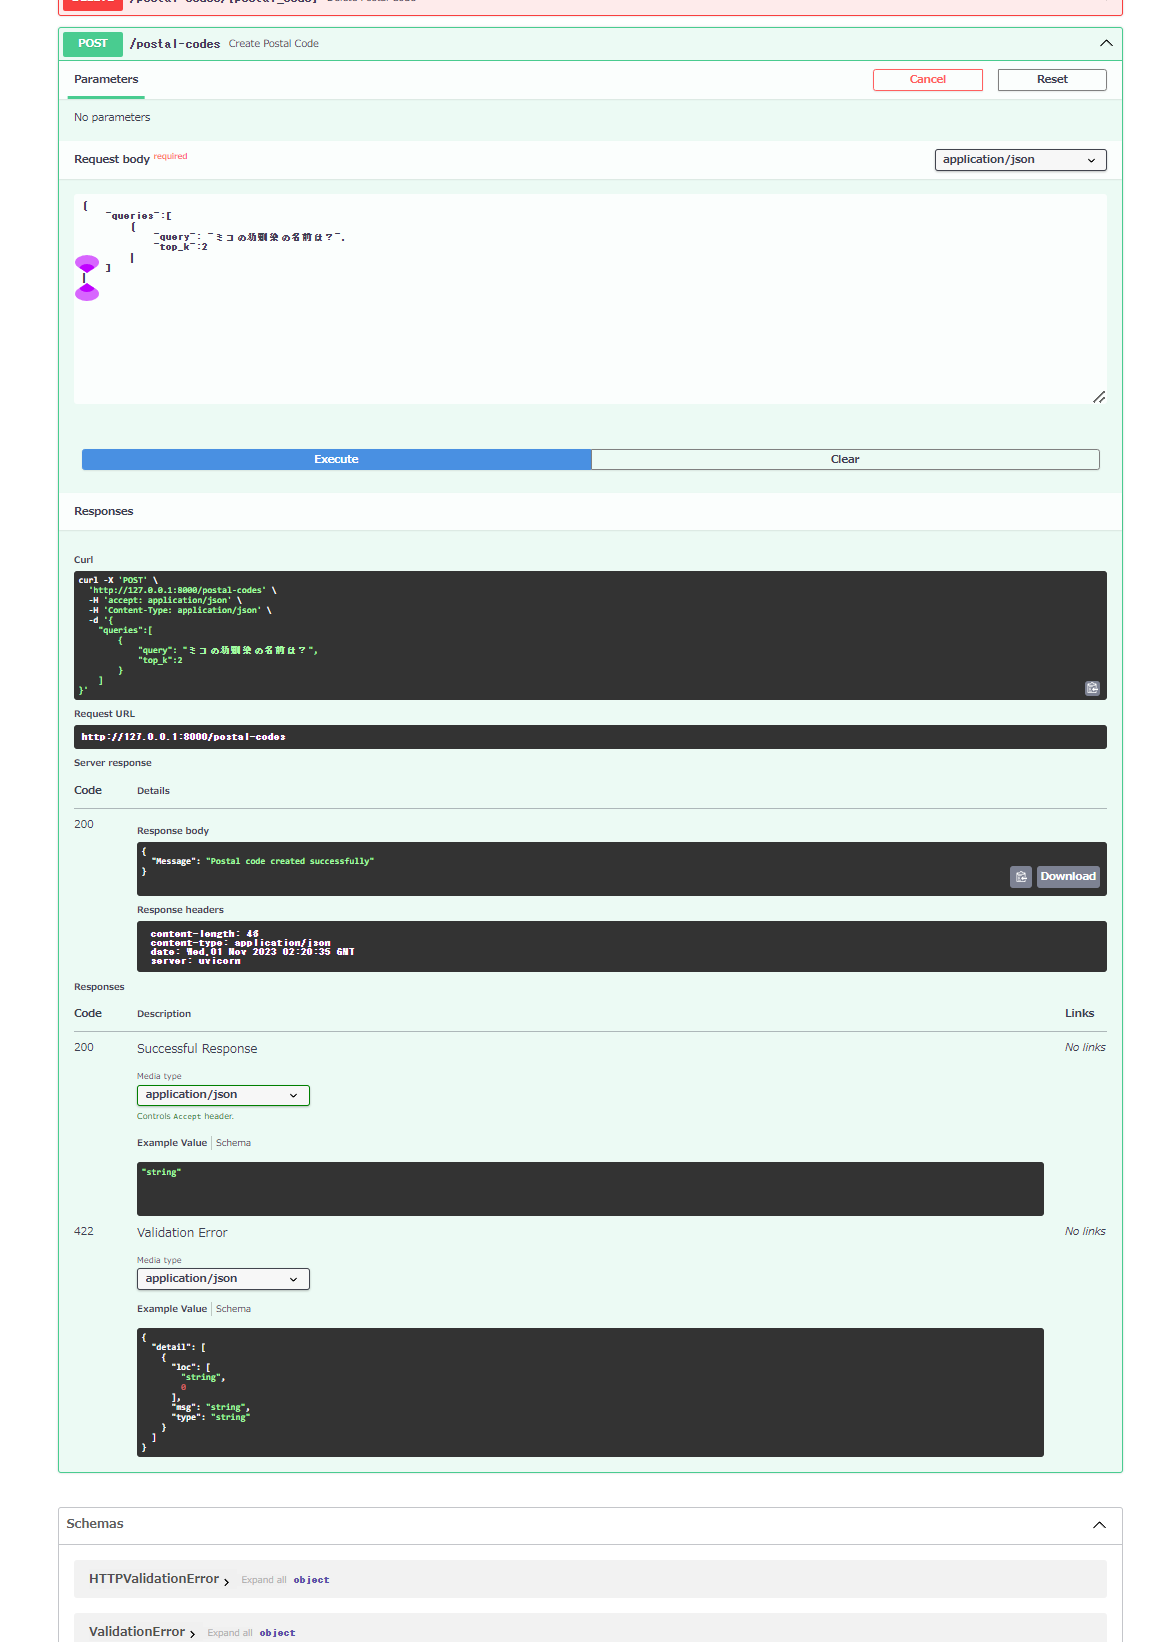 POST /postal-codes Create Postal Code
Parameters
Cancel
Reset
No parameters
Request body required
application/json
{
"queries":[
{
"query": "ミコの幼馴染の名前は？",
"top_k":2
}
]
Execute
Clear
Responses
Curl
curl -X 'POST' \
'http://127.0.0.1:8000/postal-codes' \
-H 'accept: application/json' \
-H 'Content-Type: application/json' \
-d '{
"queries":[
{
"query": "ミコの幼馴染の名前は？",
"top_k":2
}
]
}'
Request URL
http://127.0.0.1:8000/postal-codes
Server response
Code Details
200
Response body
{
"Message": "Postal code created successfully"
}
Download
Response headers
content-length: 46
content-type: application/json
date: Wed,01 Nov 2023 02:20:35 GMT
server: uvicorn
Responses
Code Description Links
200 Successful Response No links
Media type
application/json
Controls Accept header.
Example Value | Schema
"string"
422 Validation Error No links
Media type
application/json
Example Value | Schema
{
"detail": [
{
"loc": [
"string",
0
],
"msg": "string",
"type": "string"
}
]
}
Schemas
HTTPValidationError Expand all object
ValidationError Expand all object